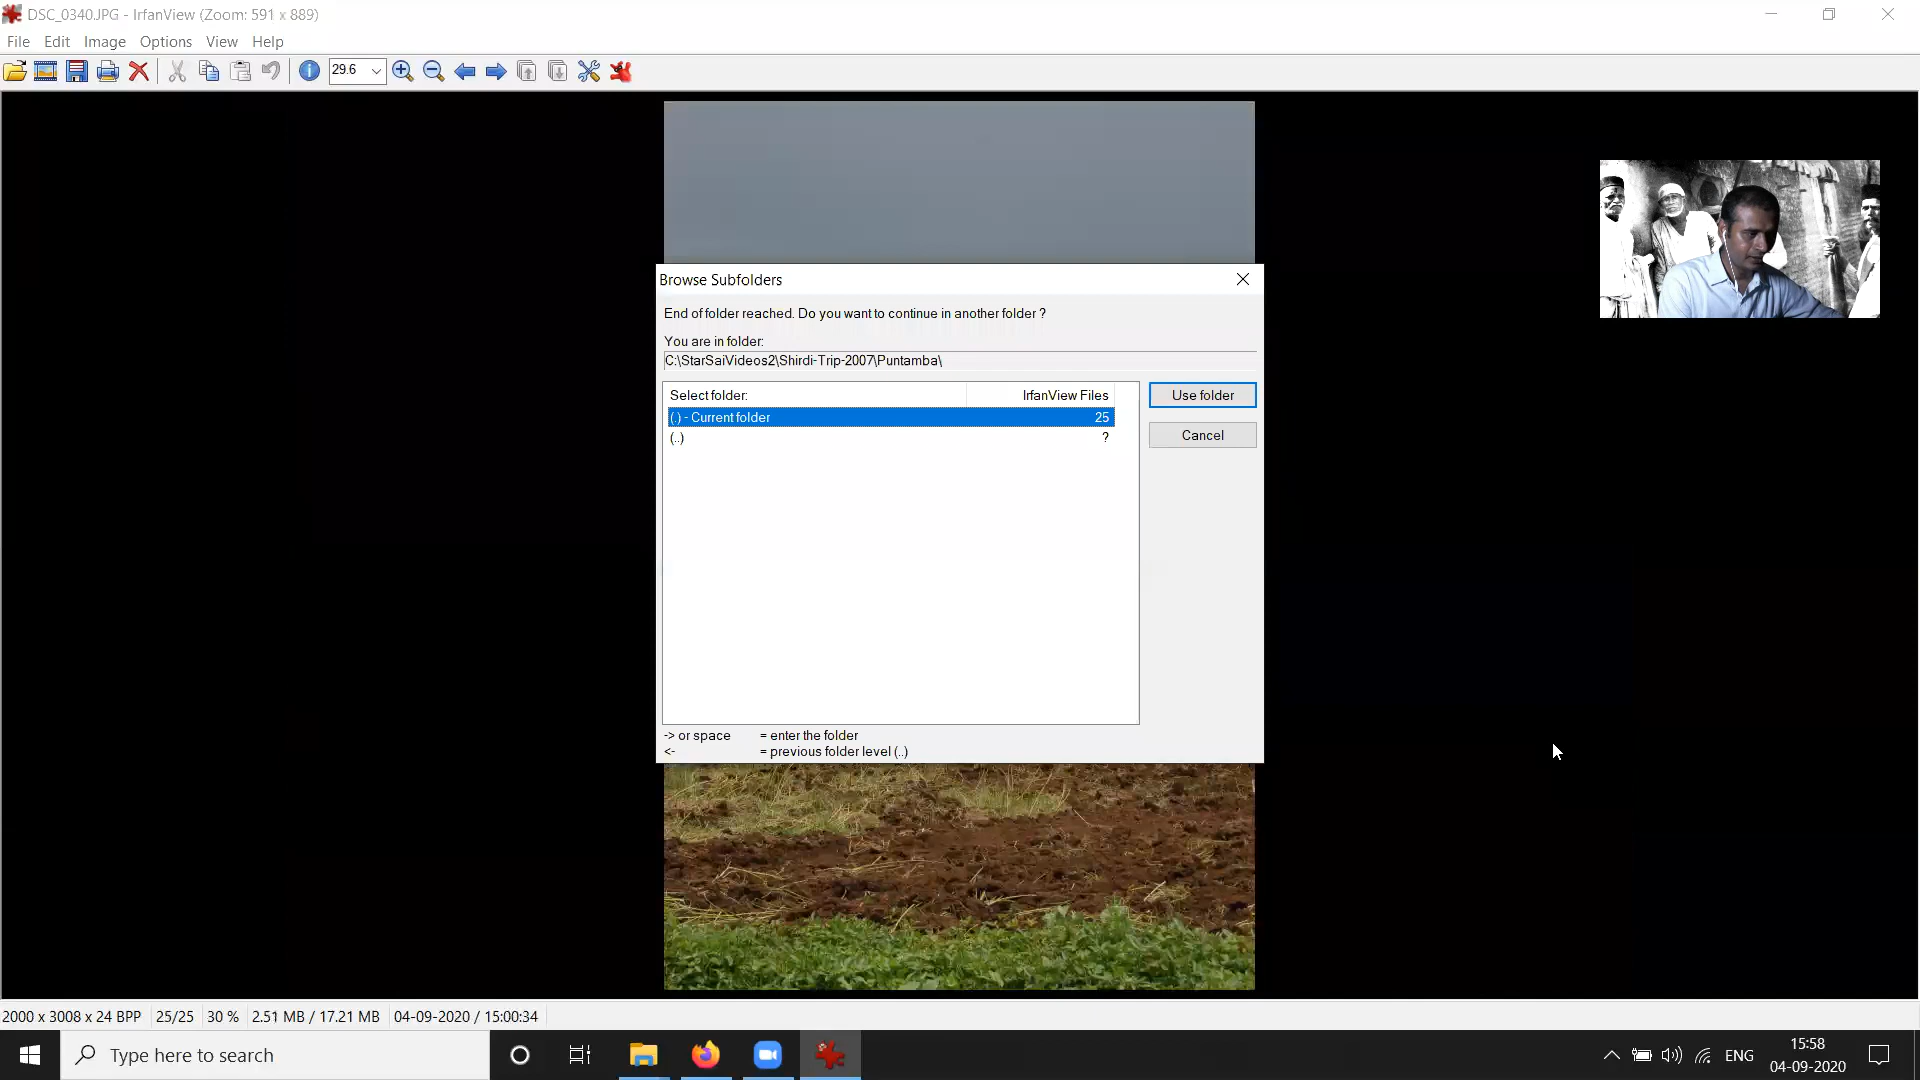 DSC_0340.JPG - IrfanView (Zoom: 591 x 889)
File Edit Image Options View Help
29.6
Browse Subfolders
End of folder reached. Do you want to continue in another folder ?
You are in folder:
C:\StarSaiVideos2\Shirdi-Trip-2007\Puntamba\
Select folder: IrfanView Files
Use folder
(.) - Current folder 25
Cancel
(..) ?
-> or space = enter the folder
<- = previous folder level (..)
2000 x 3008 x 24 BPP 25/25 30 % 2.51 MB / 17.21 MB 04-09-2020 / 15:00:34
Type here to search
ENG
15:58
04-09-2020